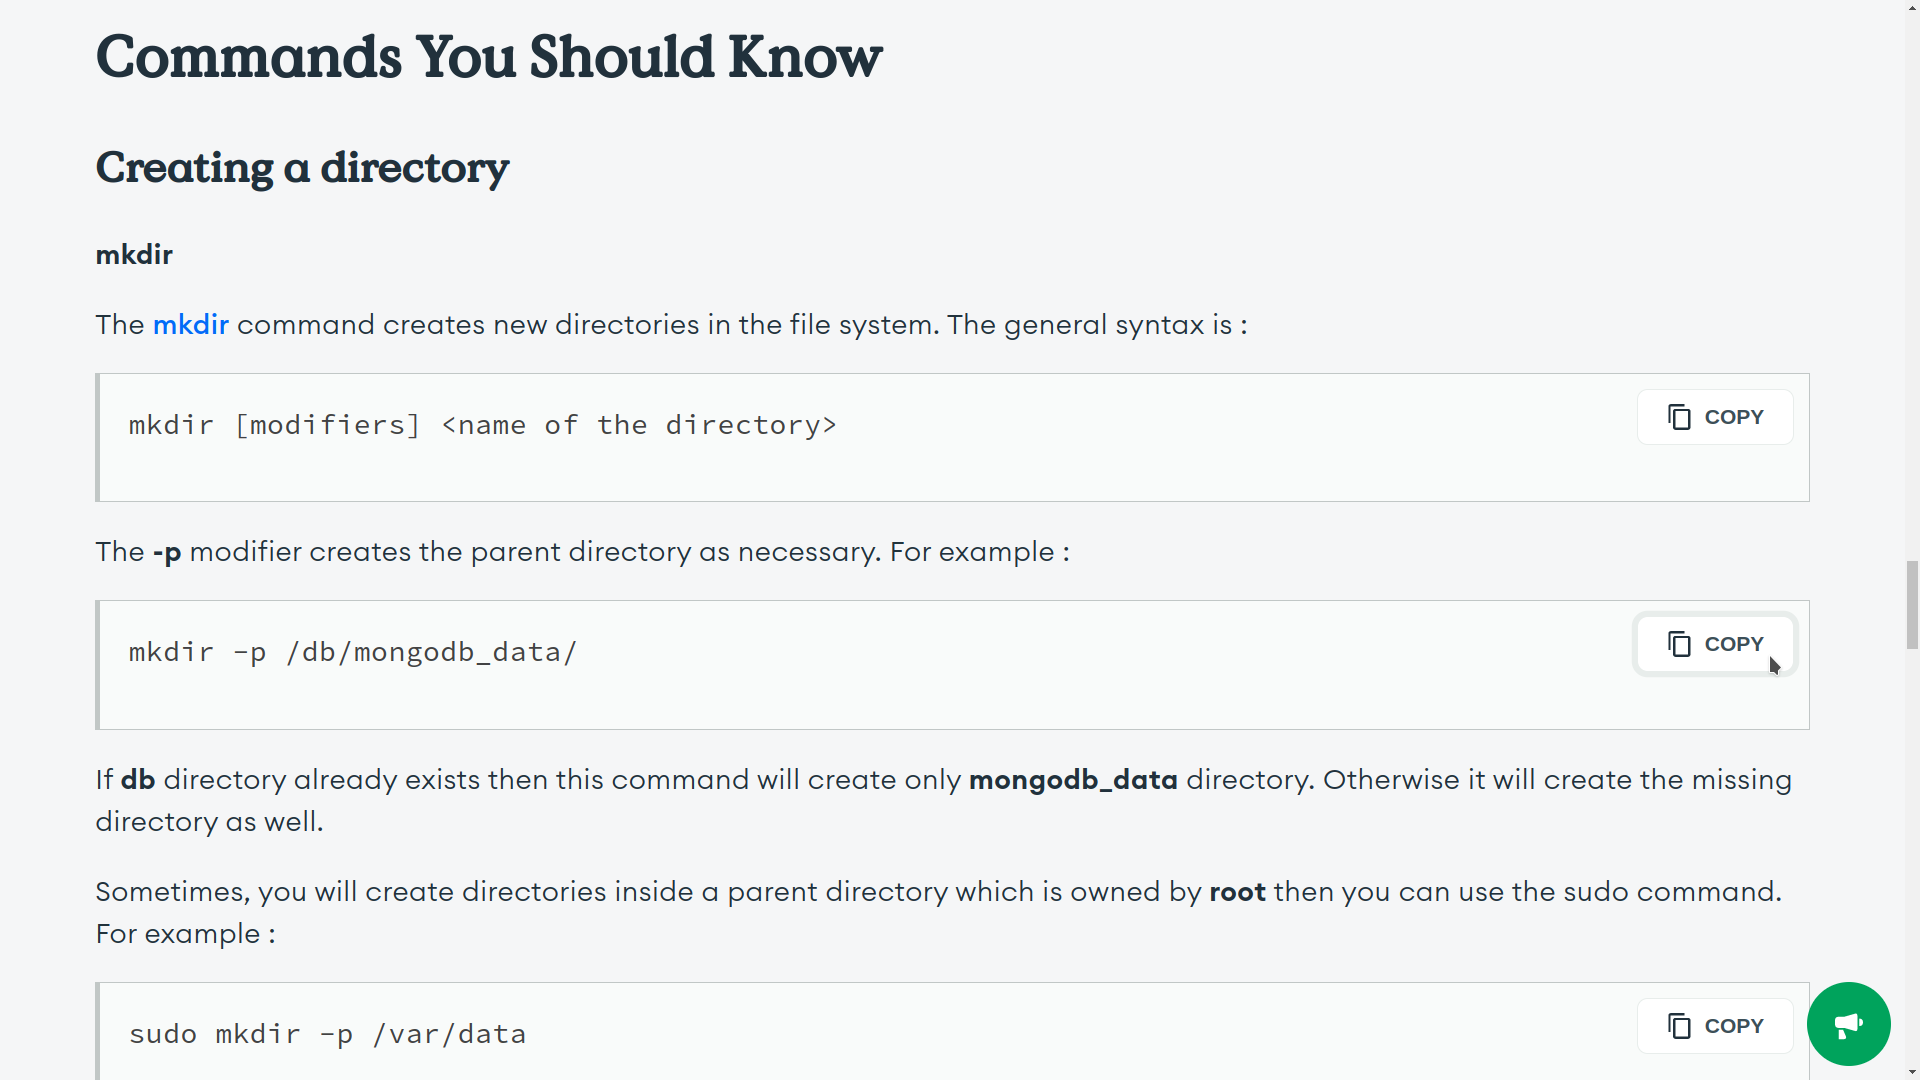 Commands You Should Know
Creating a directory
mkdir
The mkdir command creates new directories in the file system. The general syntax is :
mkdir [modifiers] <name of the directory>
COPY
The -p modifier creates the parent directory as necessary. For example :
mkdir -p /db/mongodb_data/
COPY
If db directory already exists then this command will create only mongodb_data directory. Otherwise it will create the missing
directory as well.
Sometimes, you will create directories inside a parent directory which is owned by root then you can use the sudo command.
For example :
sudo mkdir -p /var/data
COPY